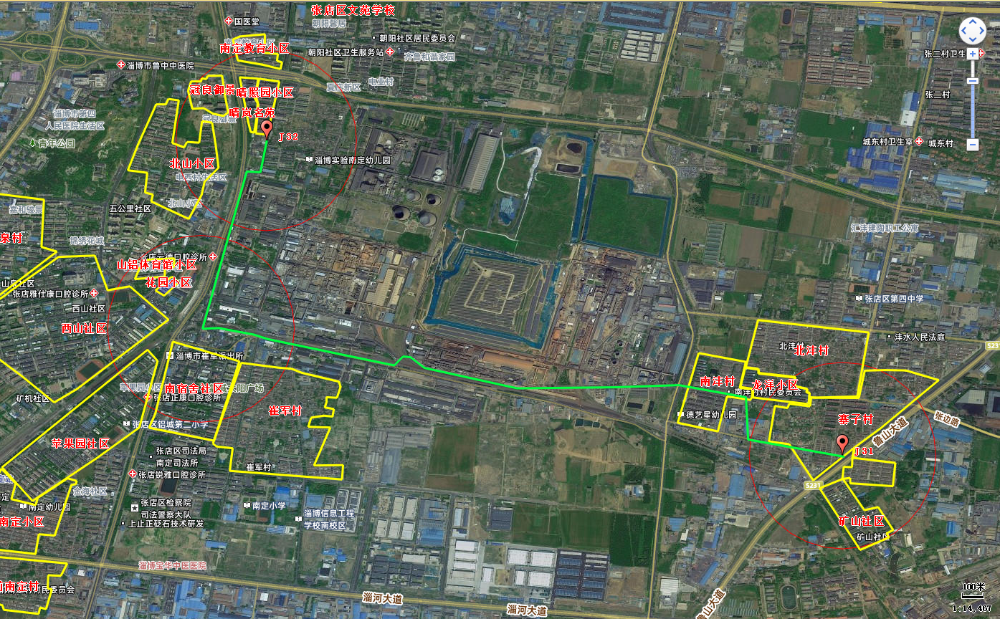 张店区文苑学校
国医堂
朝阳馨居
朝阳社区居民委员会
南定教育小区
朝阳社区卫生服务站
齐鲁和谐家园
张二村卫生
淄博市鲁中中医院
电业村
夏庄新区
冠良御景
晴照园小区
张二村
淄博市第四
人民医院生活区
晴岚名苑
冠良御景
青年公园
J32
城东村卫生室
城东村
北山小区
淄博实验南定幼儿园
电西村生活区
北山小区
五公里社区
嘉和骏景
汇沣建陶职工公寓
泉村
锦绣花城
张店云德口腔诊所
山铝体育馆小区
花园小区
张店雅仕康口腔诊所
张店区第四中学
西山社区
西山社区
沣水人民法庭
北沣村
S231
淄博市崔军派出所
南沣村
龙洋小区
南宿舍社区
太阳广场
矿机社区
张店正康口腔诊所
崔军村
德艺星幼儿园
寨子村
张边路
张店区铝城第二小学
鲁山大道
苹果园社区
张店区司法局
南定司法所
J31
崔军村
张店锐雅口腔诊所
S231
金海社区
张店区检察院
司法警察大队
上止正砭石技术研发
南定幼儿园
南定小学
淄博信息工程
学校南校区
南定小区
矿山社区
矿山社区
淄博宝华中医医院
南定村
民委员会
淄河大道
淄河大道
鲁山大道
100米
1:14,467